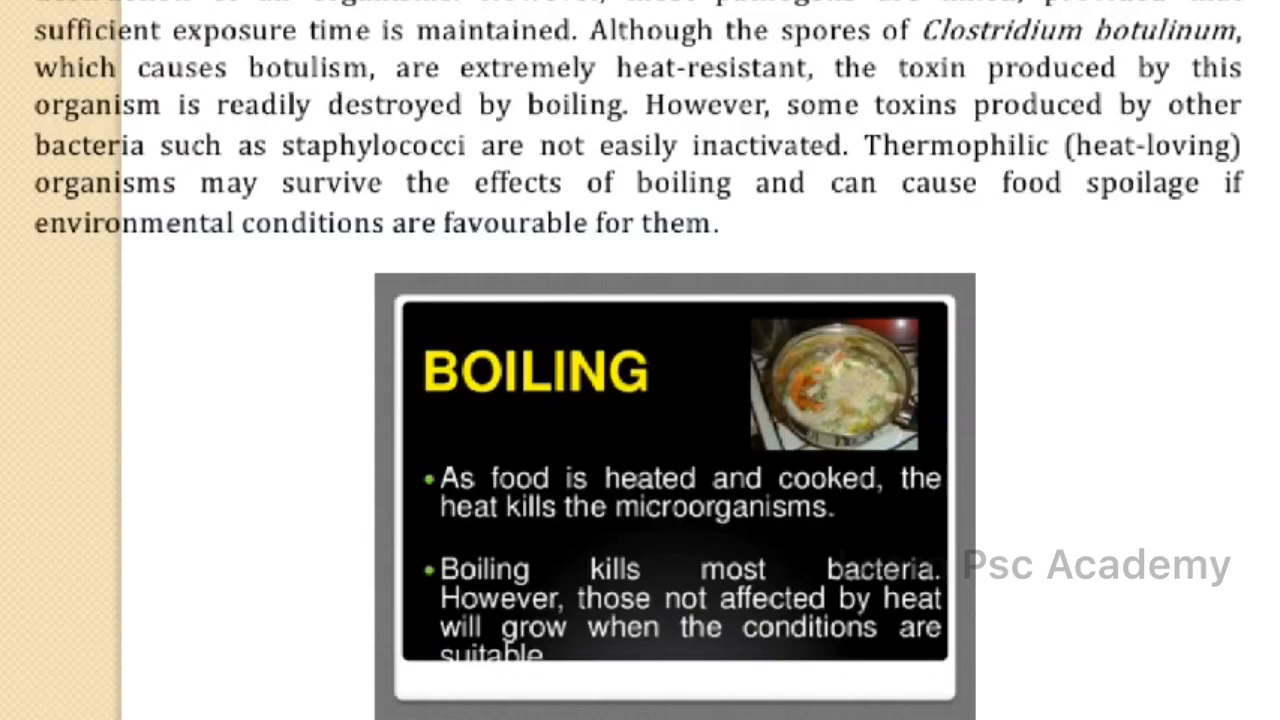 sufficient exposure time is maintained. Although the spores of Clostridium botulinum,
which causes botulism, are extremely heat-resistant, the toxin produced by this
organism is readily destroyed by boiling. However, some toxins produced by other
bacteria such as staphylococci are not easily inactivated. Thermophilic (heat-loving)
organisms may survive the effects of boiling and can cause food spoilage if
environmental conditions are favourable for them.
BOILING
•As food is heated and cooked, the
heat kills the microorganisms.
•Boiling kills most bacteria.
However, those not affected by heat
will grow when the conditions are
suitable
Psc Academy